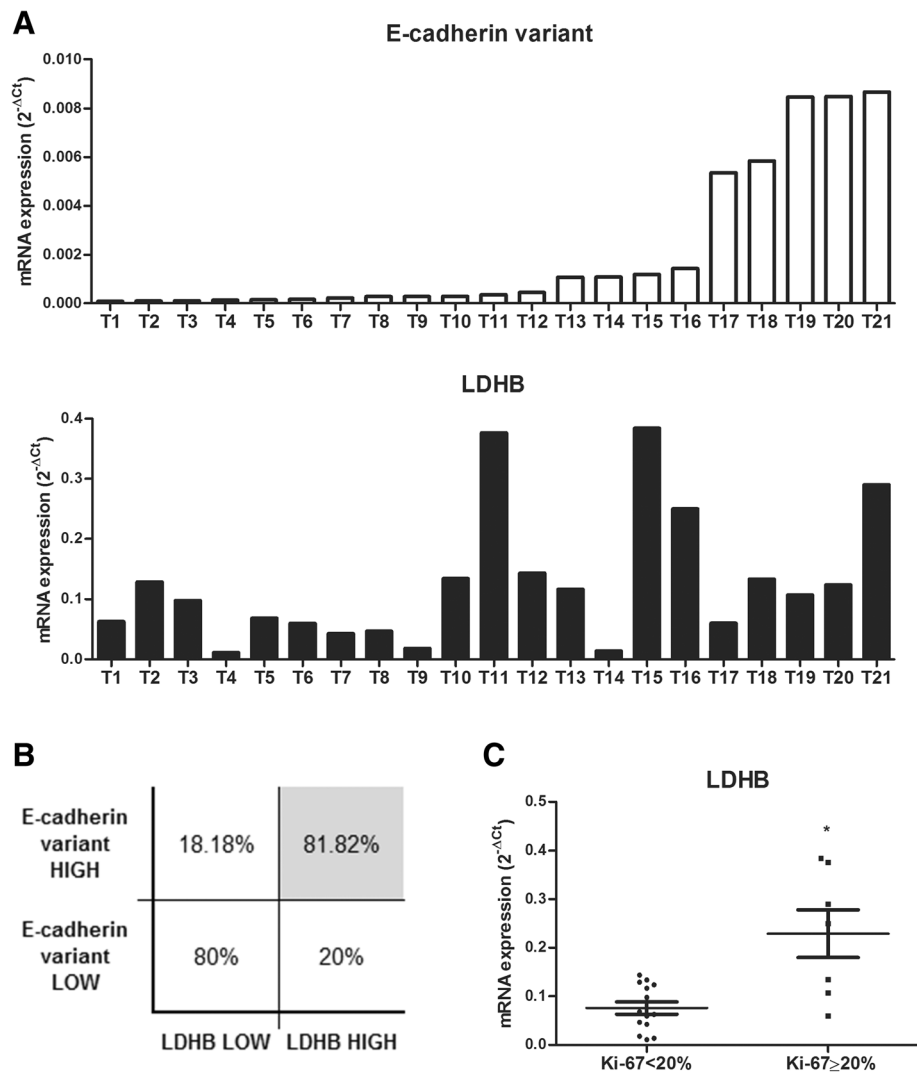 A
E-cadherin variant
mRNA expression (2-ΔCt)
0.010
0.008
0.006
0.004
0.002
0.000
T1 T2 T3 T4 T5 T6 T7 T8 T9 T10 T11 T12 T13 T14 T15 T16 T17 T18 T19 T20 T21
LDHB
mRNA expression (2-ΔCt)
0.4
0.3
0.2
0.1
0.0
T1 T2 T3 T4 T5 T6 T7 T8 T9 T10 T11 T12 T13 T14 T15 T16 T17 T18 T19 T20 T21
B
E-cadherin
variant
HIGH
18.18% 81.82%
E-cadherin
variant
LOW
80% 20%
LDHB LOW LDHB HIGH
C
LDHB
mRNA expression (2-ΔCt)
0.5
0.4
0.3
0.2
0.1
0.0
*
Ki-67<20% Ki-67≥20%